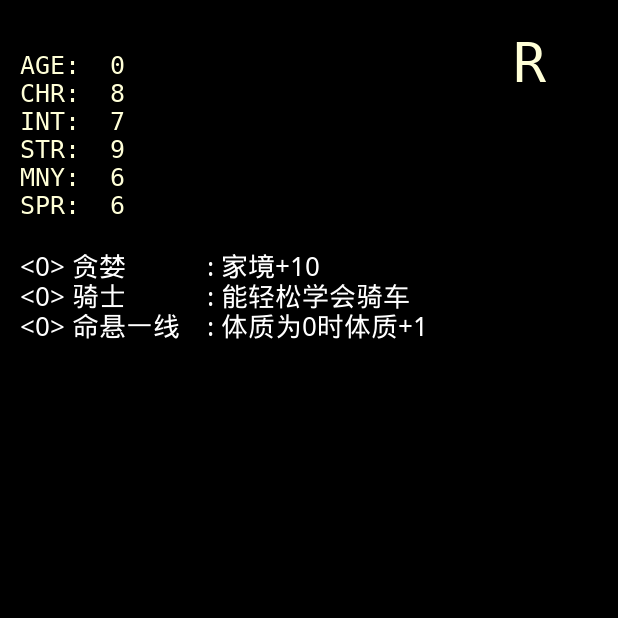 R
AGE: 0
CHR: 8
INT: 7
STR: 9
MNY: 6
SPR: 6
<0> 贪婪 : 家境+10
<0> 骑士 : 能轻松学会骑车
<0> 命悬一线 : 体质为0时体质+1